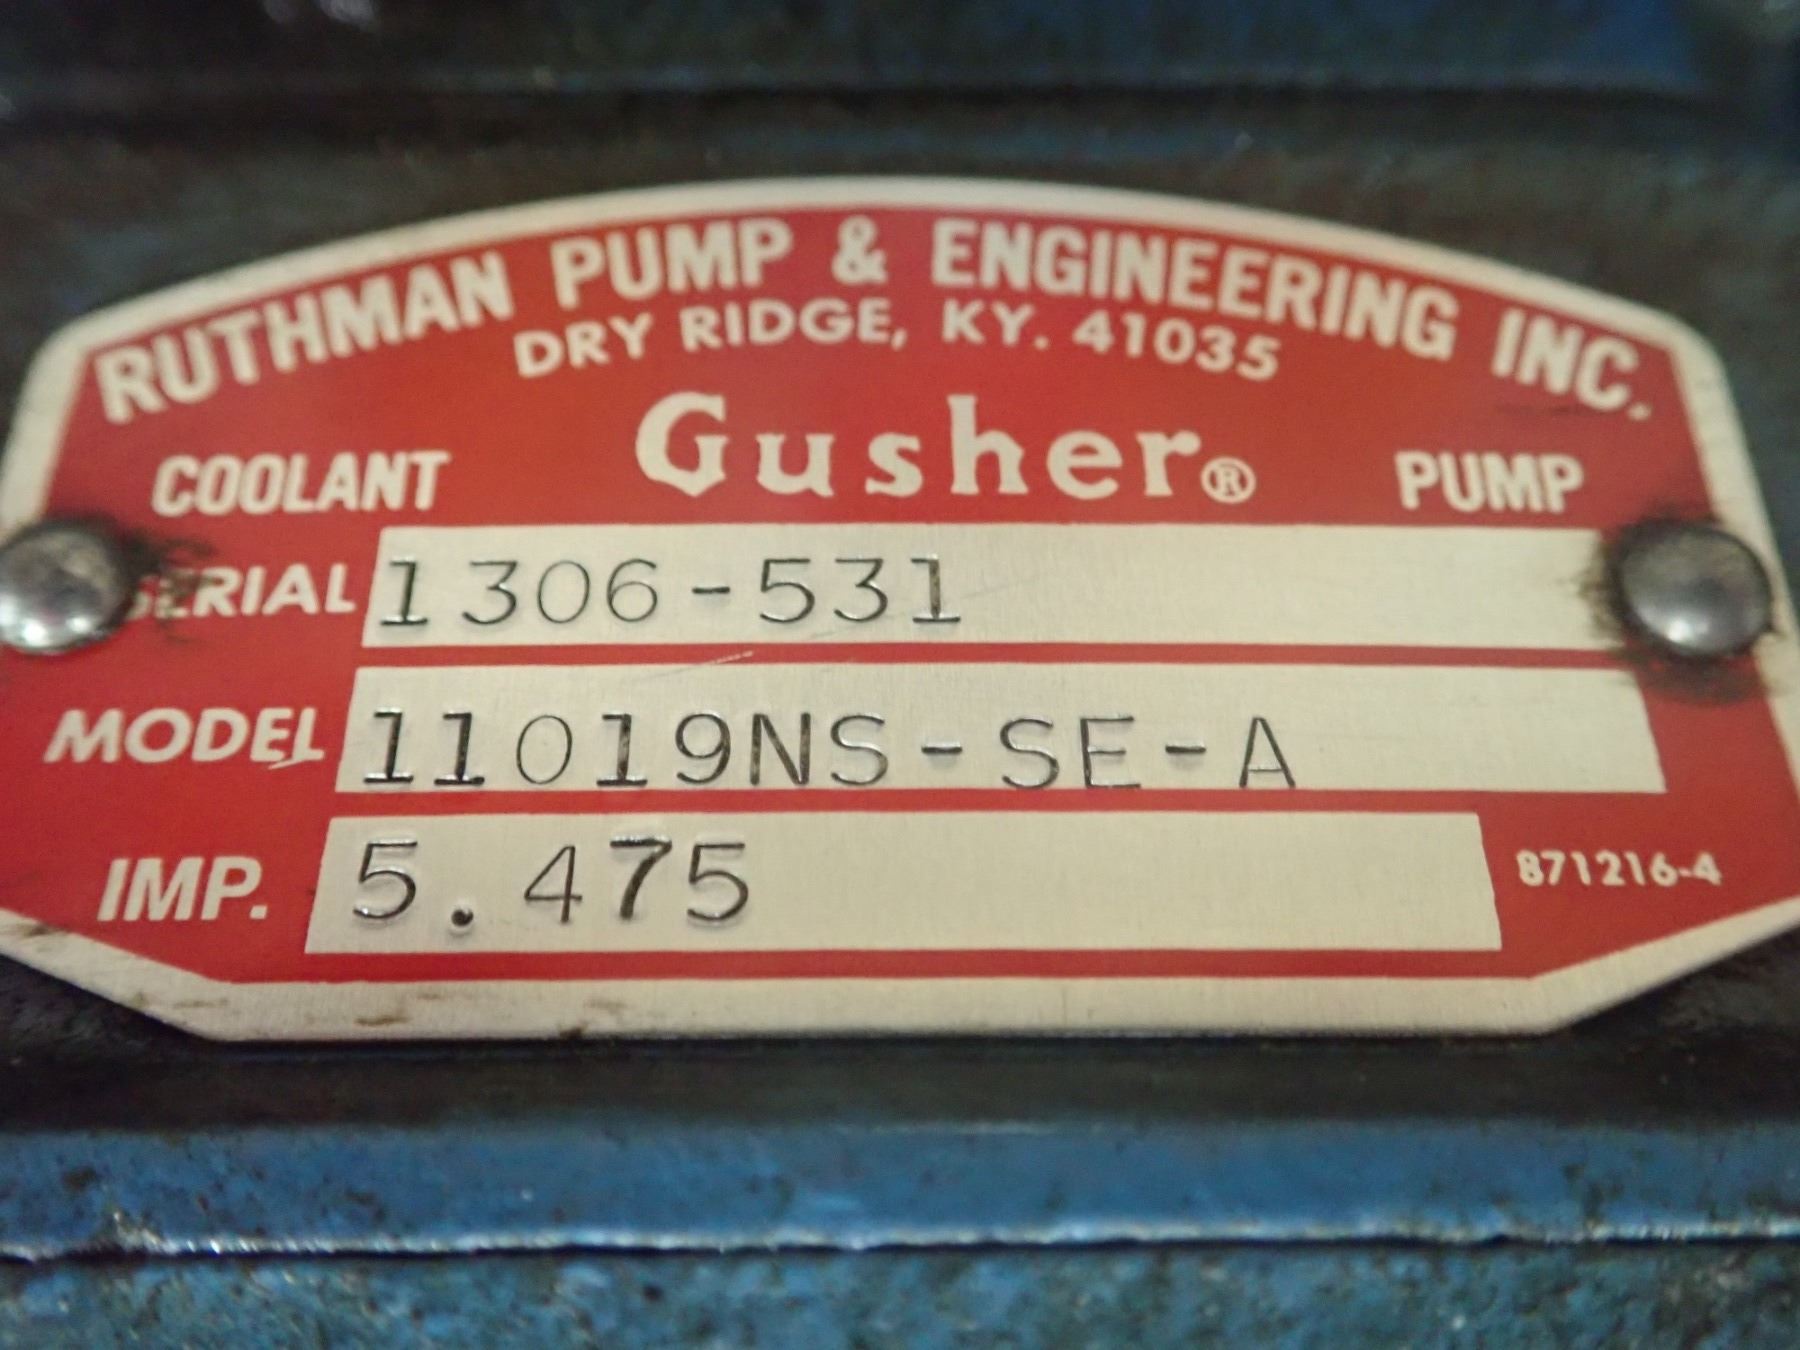 RUTHMAN PUMP & ENGINEERING INC.
DRY RIDGE, KY. 41035
COOLANT Gusher® PUMP
SERIAL 1306-531
MODEL 11019NS-SE-A
IMP. 5.475
871216-4